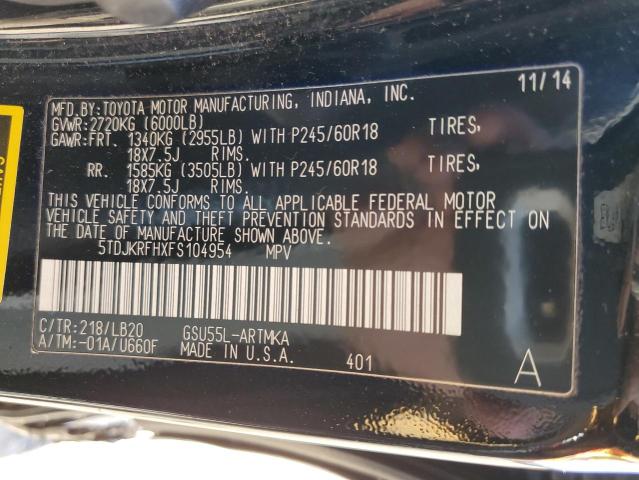 11/14
MFD.BY:TOYOTA MOTOR MANUFACTURING, INDIANA, INC.
GVWR:2720KG (6000LB)
GAWR:FRT. 1340KG (2955LB) WITH P245/60R18 TIRES,
18X7.5J RIMS.
RR. 1585KG (3505LB) WITH P245/60R18 TIRES,
18X7.5J RIMS.
THIS VEHICLE CONFORMS TO ALL APPLICABLE FEDERAL MOTOR
VEHICLE SAFETY AND THEFT PREVENTION STANDARDS IN EFFECT ON
THE DATE OF MANUFACTURE SHOWN ABOVE.
5TDJKRFHXFS104954 MPV
C/TR:218/LB20 GSU55L-ARTMKA
A/TM:-01A/U660F MADE IN U.S.A. 401 A